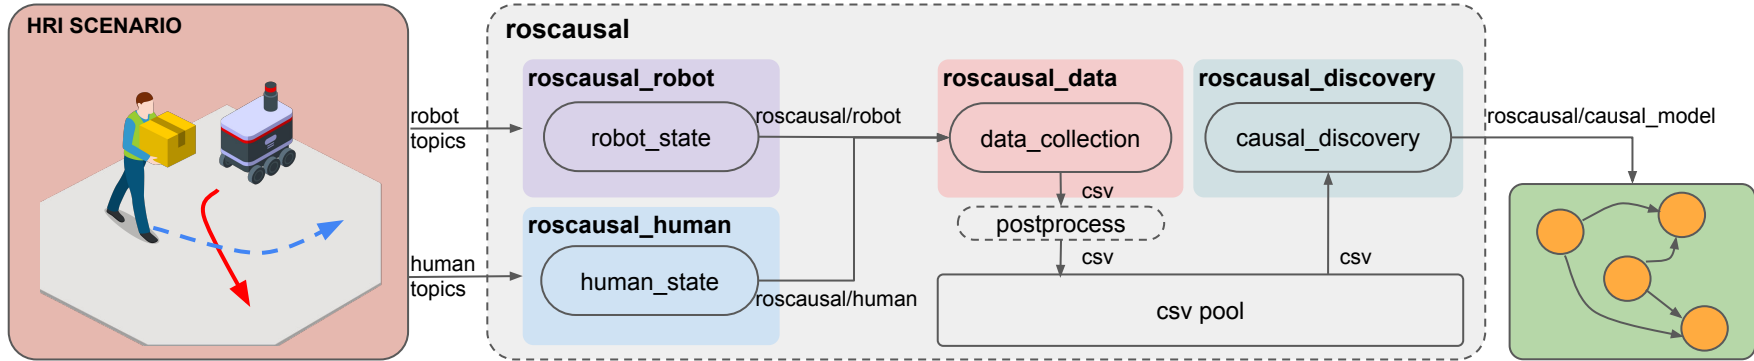 HRI SCENARIO
robot
topics
human
topics
roscausal
roscausal_robot
robot_state
roscausal/robot
roscausal_human
human_state
roscausal/human
roscausal_data
data_collection
csv
postprocess
csv
csv pool
roscausal_discovery
causal_discovery
csv
roscausal/causal_model